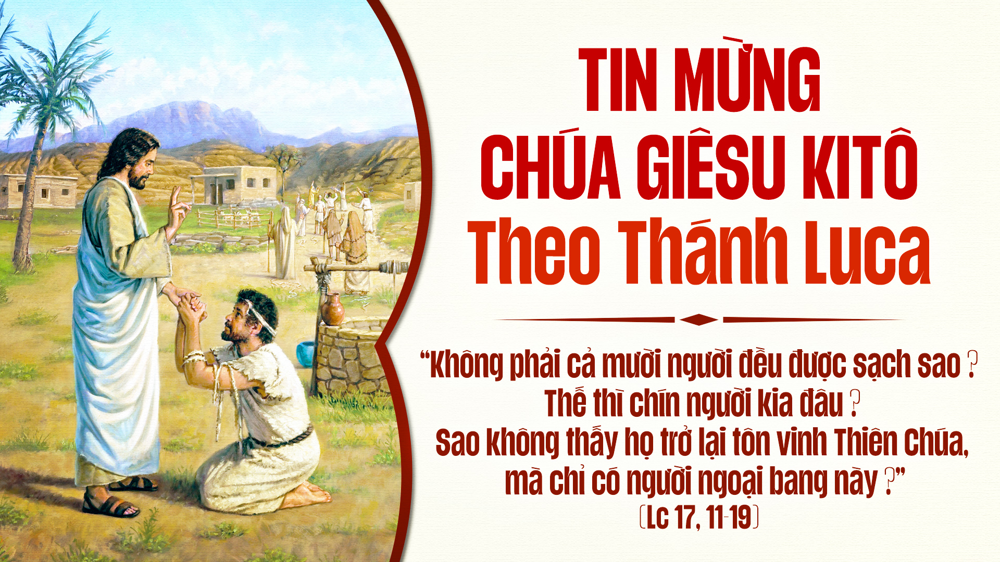 TIN MỪNG
CHÚA GIÊSU KITÔ
Theo Thánh Luca
“Không phải cả mười người đều được sạch sao ?
Thế thì chín người kia đâu ?
Sao không thấy họ trở lại tôn vinh Thiên Chúa,
mà chỉ có người ngoại bang này ?”
(Lc 17, 11-19)